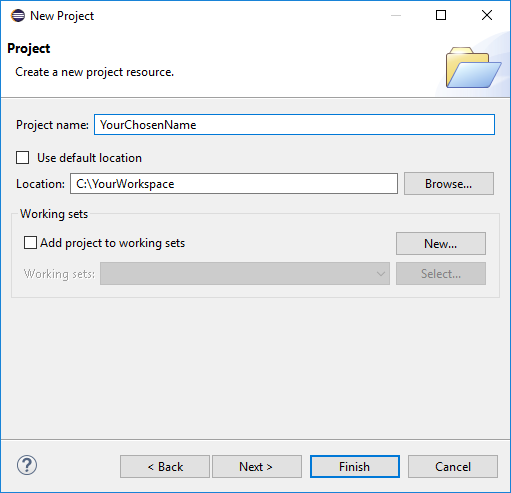 New Project
Project
Create a new project resource.
Project name: YourChosenName
Use default location
Location: C:\YourWorkspace Browse...
Working sets
Add project to working sets New...
Working sets: Select...
? < Back Next > Finish Cancel